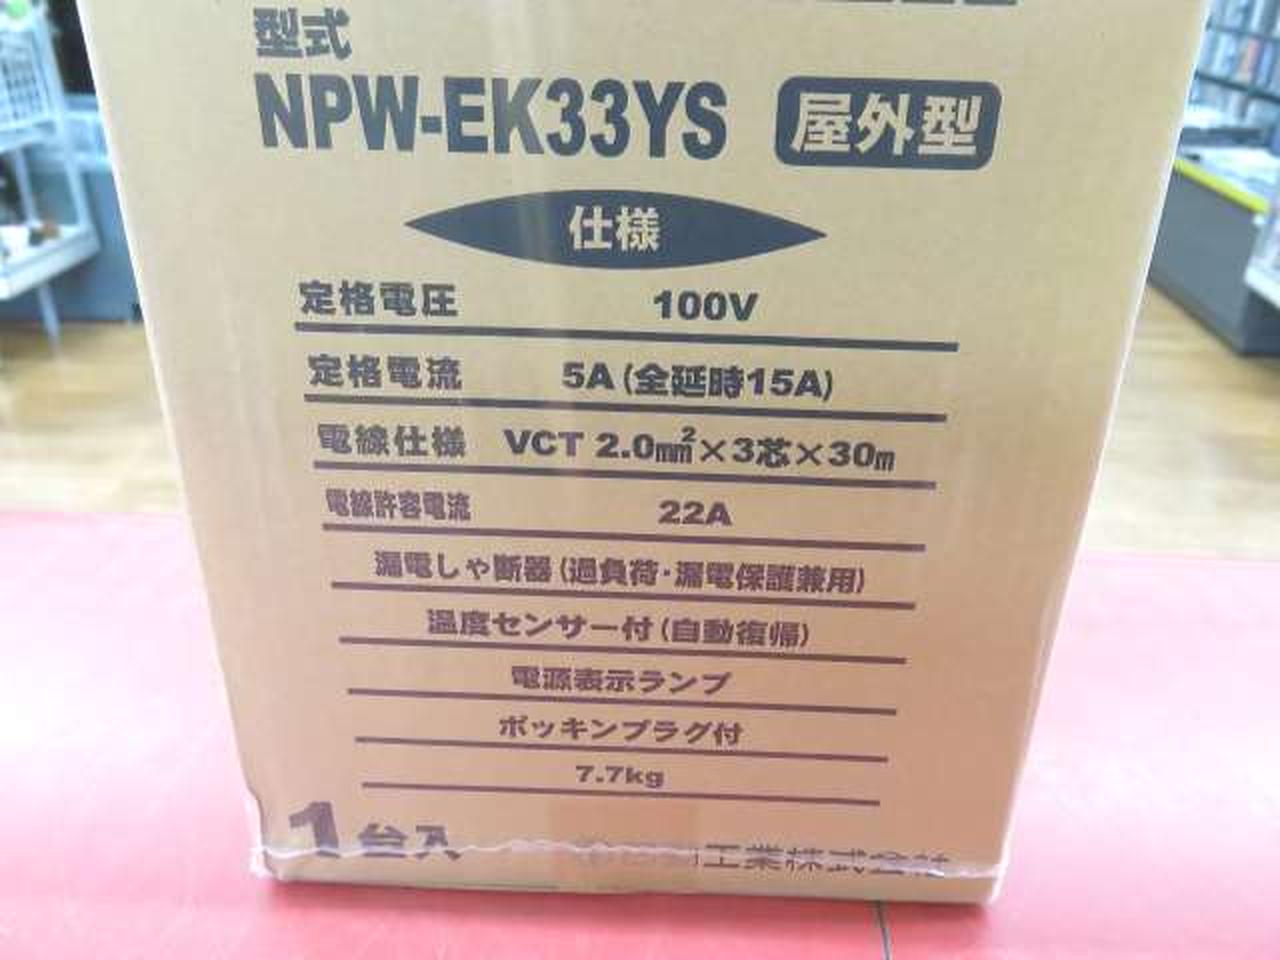 型式
NPW-EK33YS 屋外型
仕様
定格電圧 100V
定格電流 5A(全延時15A)
電線仕様 VCT 2.0mm²×3芯×30m
電線許容電流 22A
漏電しゃ断器(過負荷・漏電保護兼用)
温度センサー付(自動復帰)
電源表示ランプ
ポッキンプラグ付
7.7kg
1台入 工業株式会社